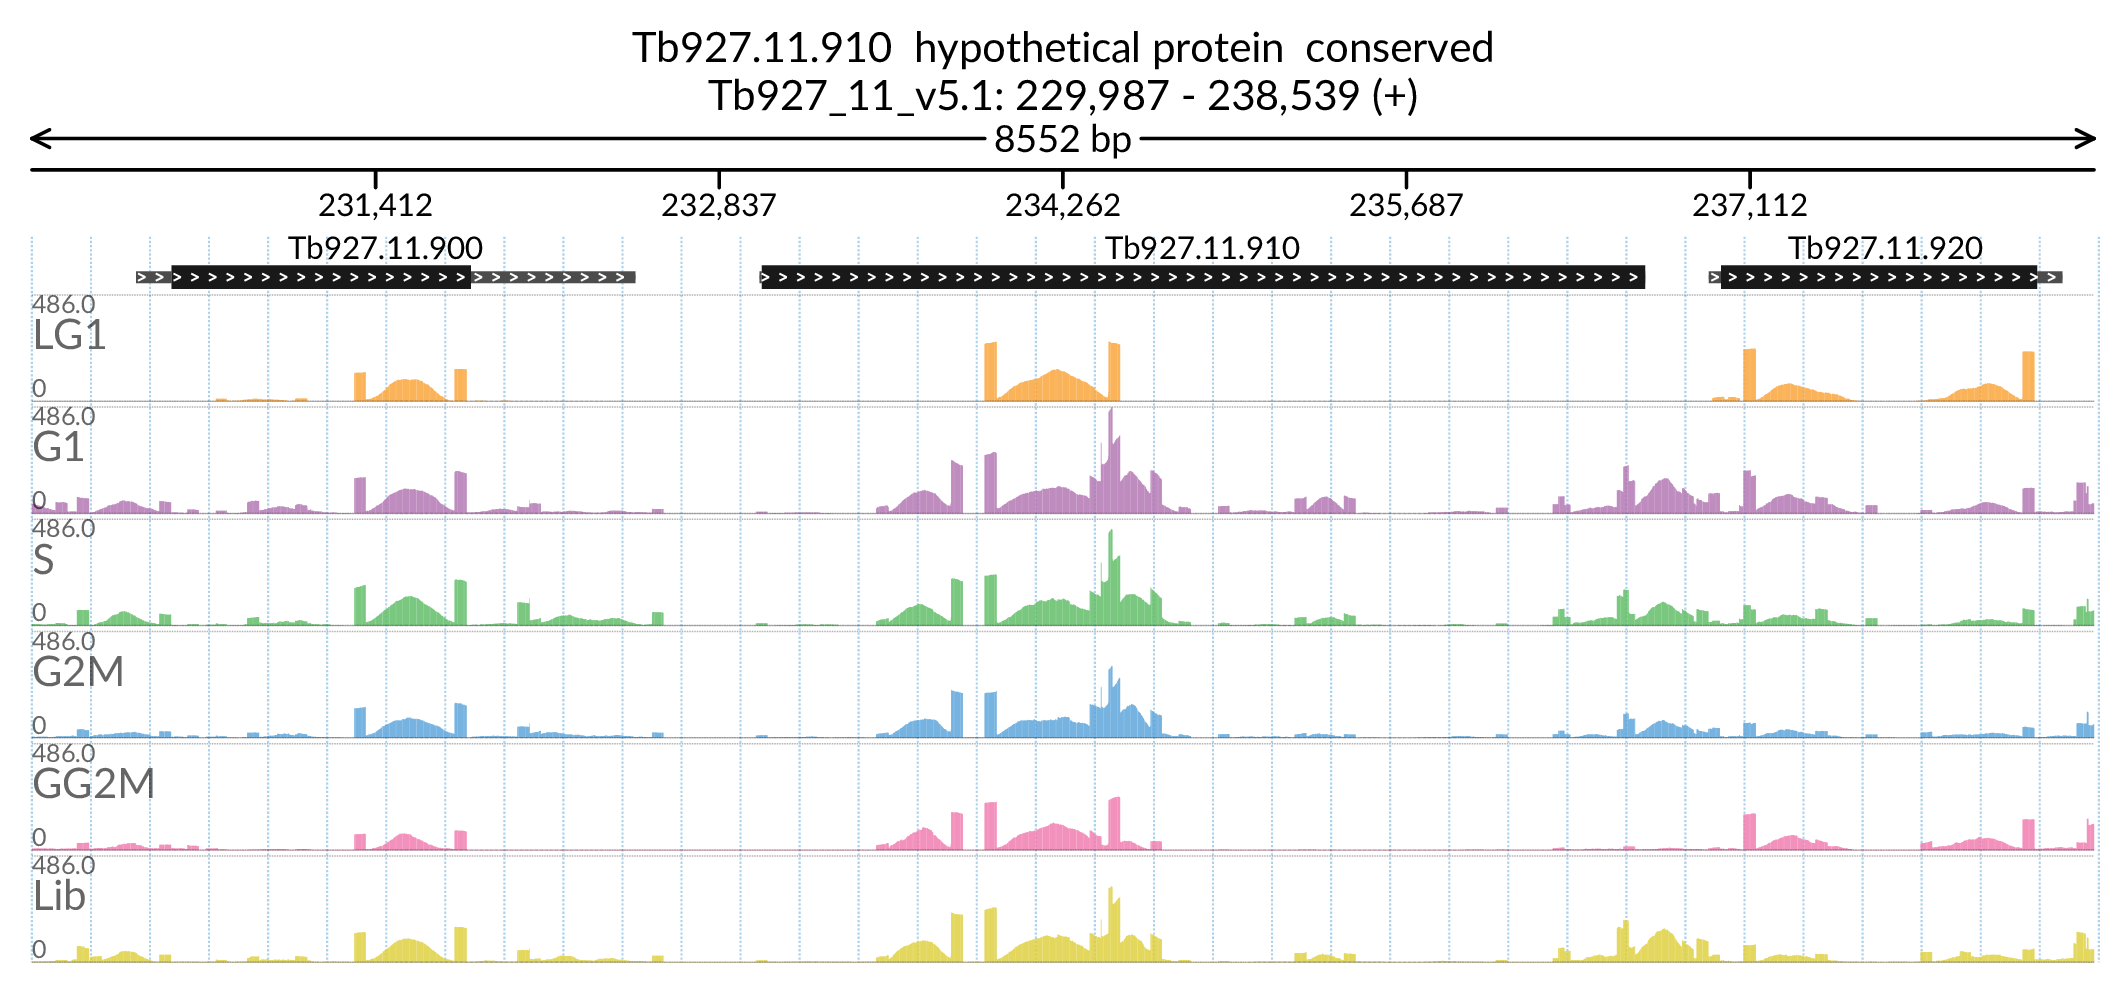 Tb927.11.910  hypothetical protein  conserved
Tb927_11_v5.1: 229,987 - 238,539 (+)
8552 bp
231,412 232,837 234,262 235,687 237,112
Tb927.11.900 Tb927.11.910 Tb927.11.920
486.0
LG1
0
486.0
G1
0
486.0
S
0
486.0
G2M
0
486.0
GG2M
0
486.0
Lib
0